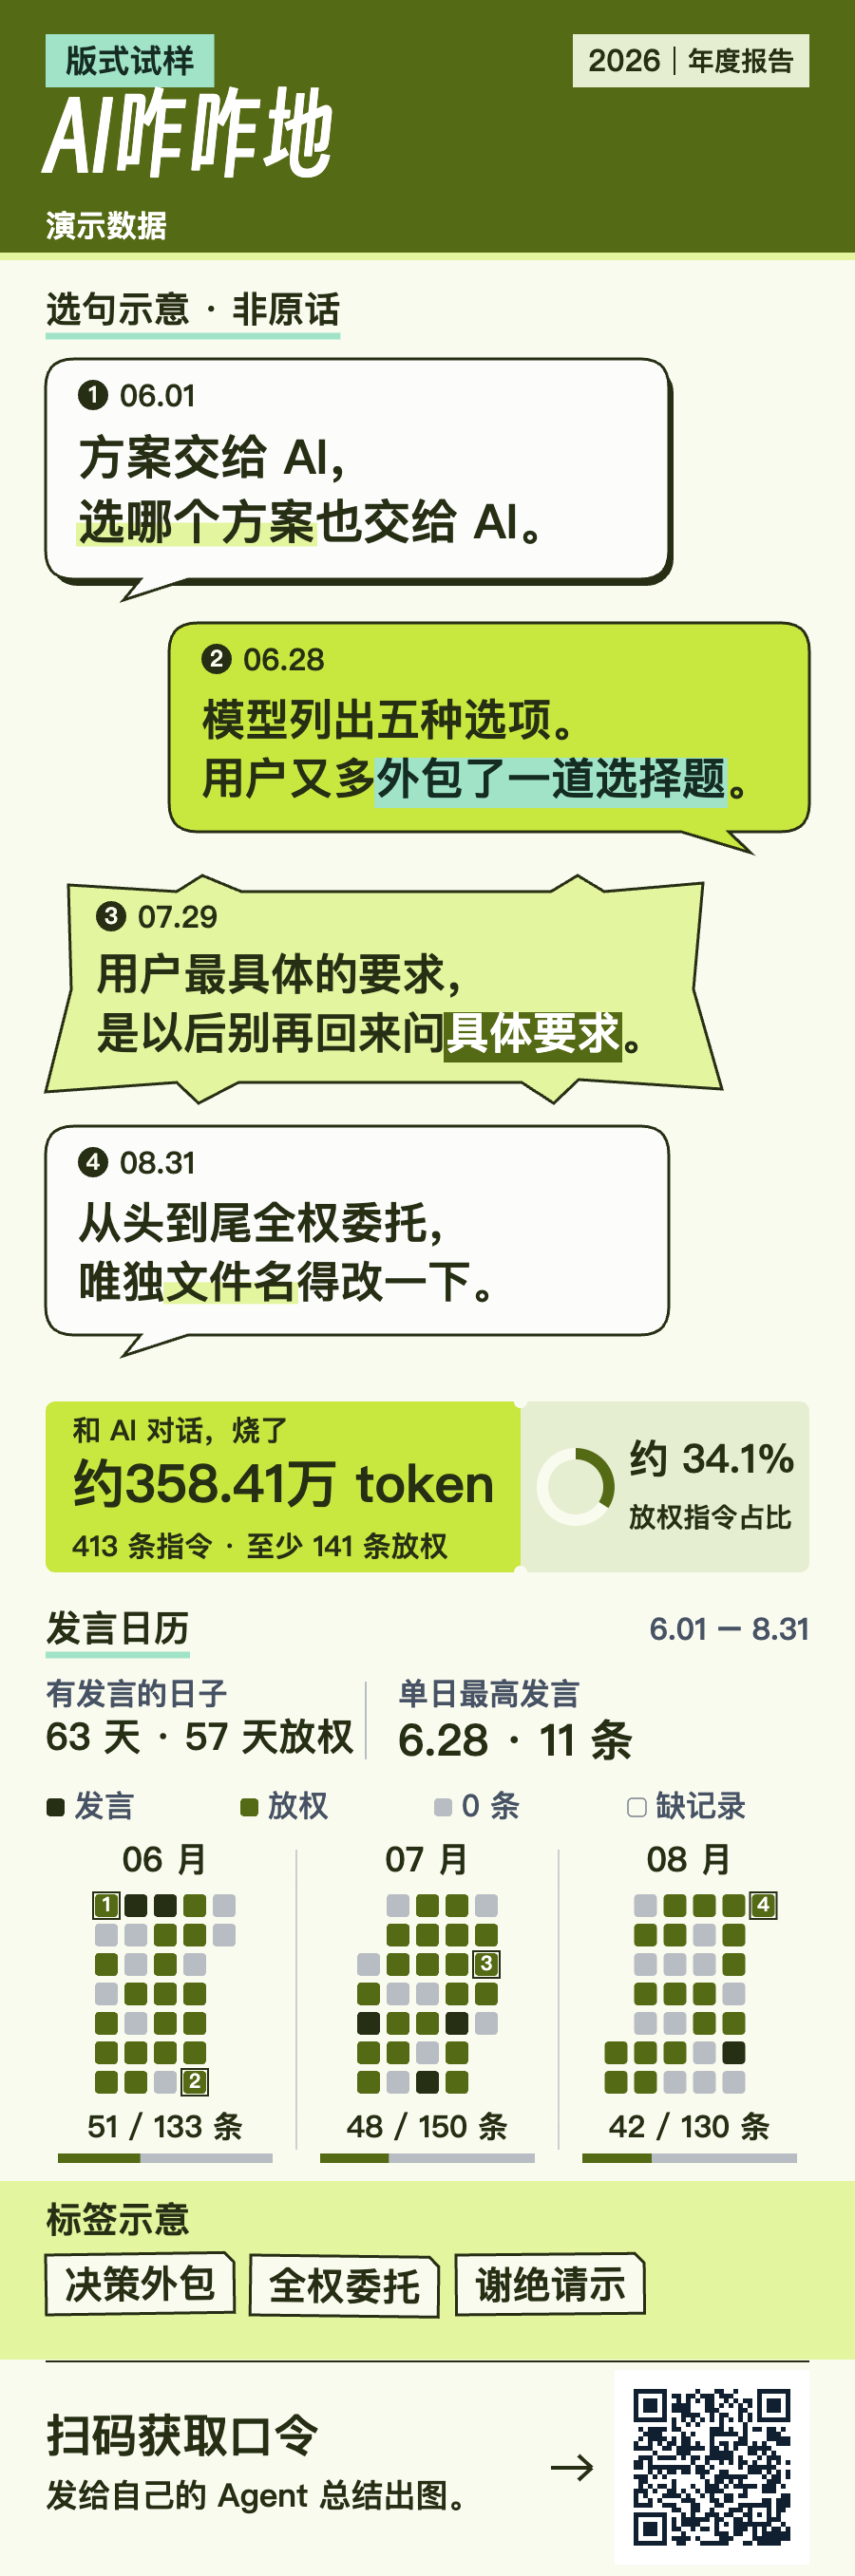 版式试样
2026｜年度报告
AI咋咋地
演示数据
选句示意 · 非原话
1 06.01
方案交给 AI，
选哪个方案也交给 AI。
2 06.28
模型列出五种选项。
用户又多外包了一道选择题。
3 07.29
用户最具体的要求，
是以后别再回来问具体要求。
4 08.31
从头到尾全权委托，
唯独文件名得改一下。
和 AI 对话，烧了
约358.41万 token
413 条指令 · 至少 141 条放权
约 34.1%
放权指令占比
发言日历
6.01 – 8.31
有发言的日子
63 天 · 57 天放权
单日最高发言
6.28 · 11 条
发言
放权
0 条
缺记录
06 月
07 月
08 月
1
4
3
2
51 / 133 条
48 / 150 条
42 / 130 条
标签示意
决策外包
全权委托
谢绝请示
扫码获取口令
发给自己的 Agent 总结出图。
→